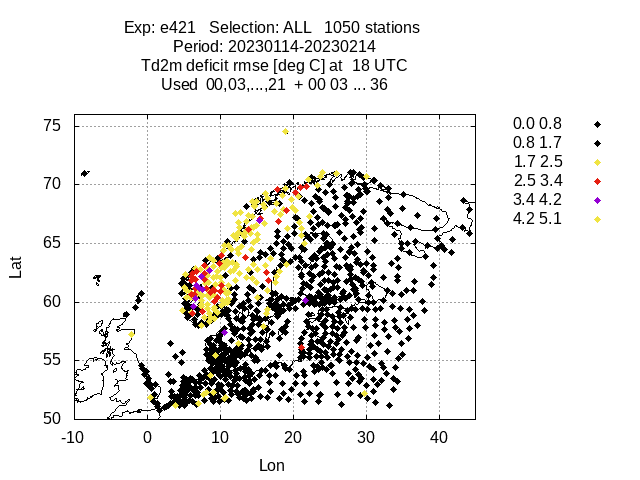 Exp: e421 Selection: ALL 1050 stations
Period: 20230114-20230214
Td2m deficit rmse [deg C] at 18 UTC
Used 00,03,...,21 + 00 03 ... 36
75
70
65
60
55
50
Lat
-10 0 10 20 30 40
Lon
0.0 0.8
0.8 1.7
1.7 2.5
2.5 3.4
3.4 4.2
4.2 5.1